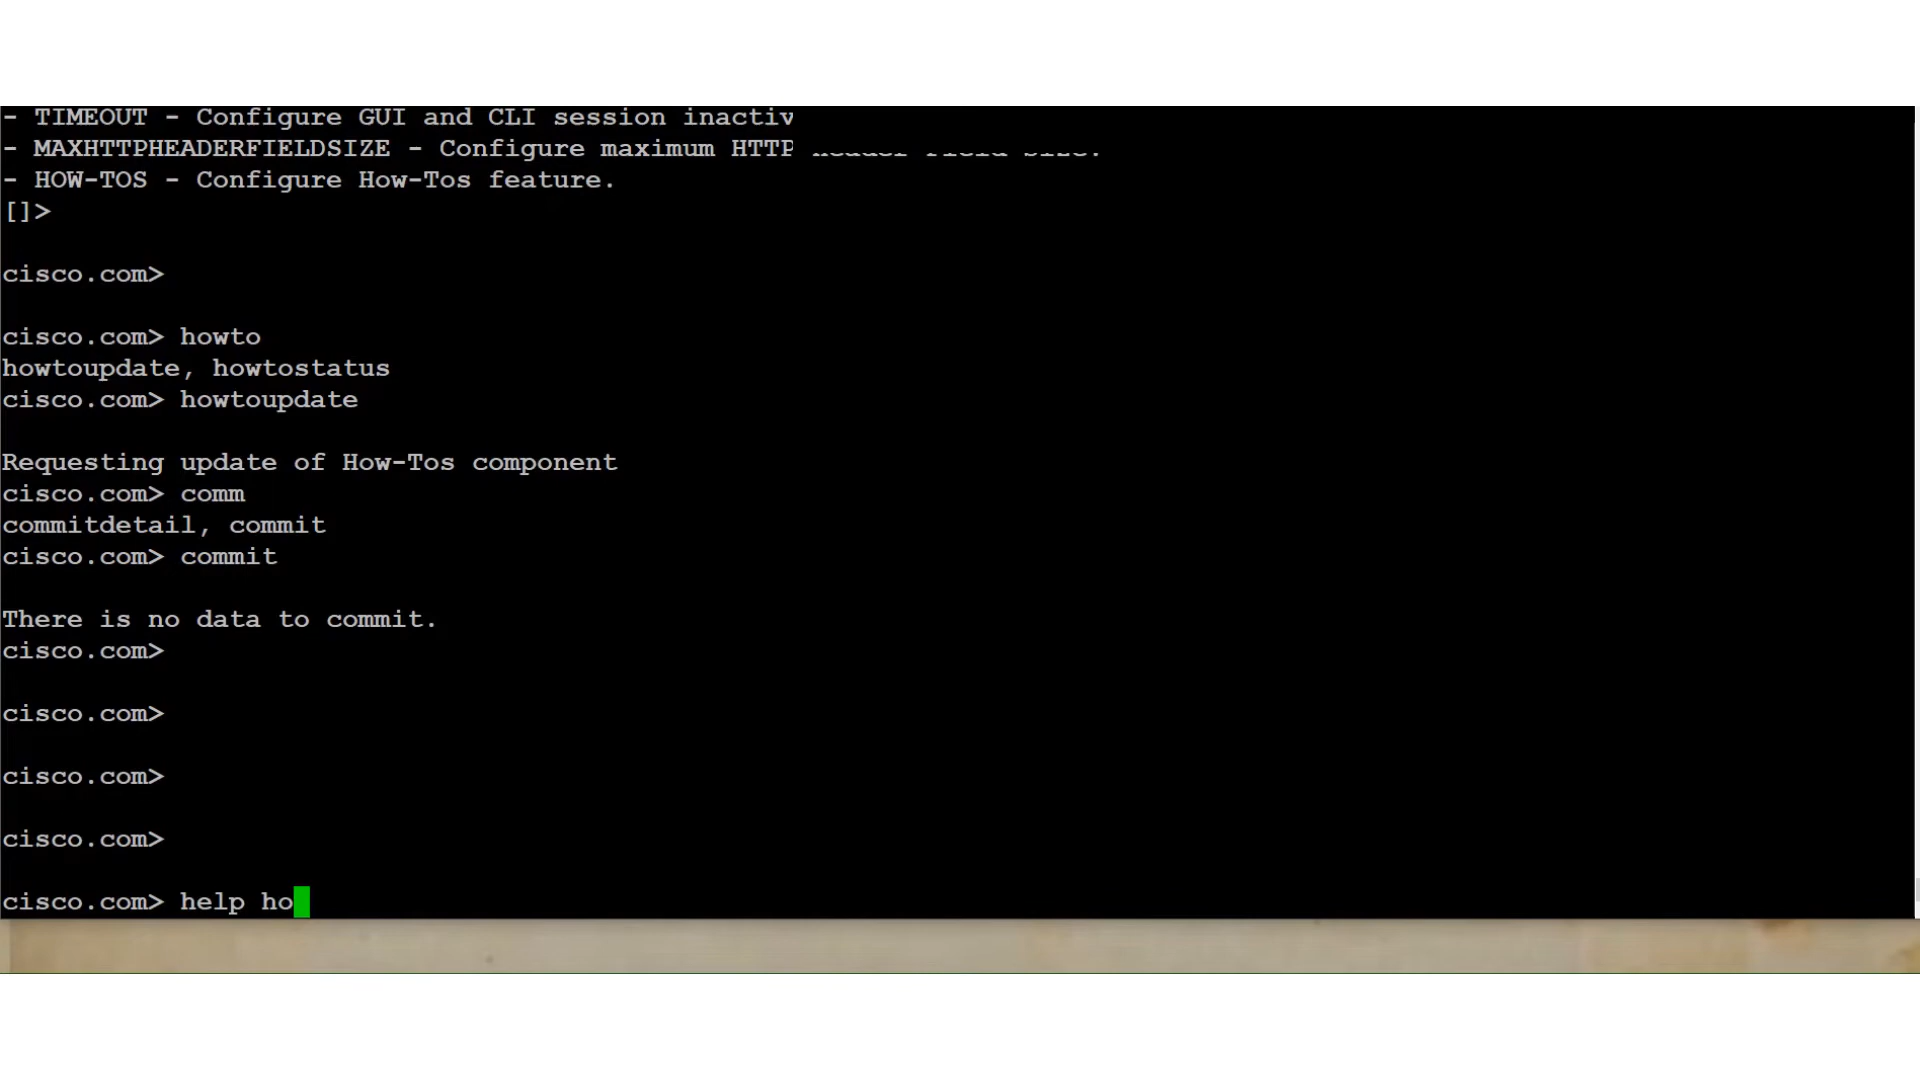 - TIMEOUT - Configure GUI and CLI session inactiv
- MAXHTTPHEADERFIELDSIZE - Configure maximum HTTP
- HOW-TOS - Configure How-Tos feature.
[]>
cisco.com>
cisco.com> howto
howtoupdate, howtostatus
cisco.com> howtoupdate
Requesting update of How-Tos component
cisco.com> comm
commitdetail, commit
cisco.com> commit
There is no data to commit.
cisco.com>
cisco.com>
cisco.com>
cisco.com>
cisco.com> help ho